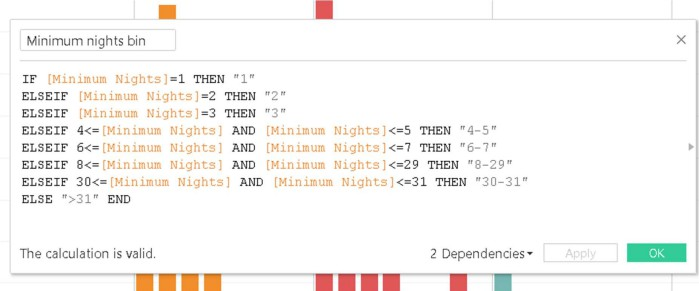 Minimum nights bin
IF [Minimum Nights]=1 THEN "1"
ELSEIF [Minimum Nights]=2 THEN "2"
ELSEIF [Minimum Nights]=3 THEN "3"
ELSEIF 4<=[Minimum Nights] AND [Minimum Nights]<=5 THEN "4-5"
ELSEIF 6<=[Minimum Nights] AND [Minimum Nights]<=7 THEN "6-7"
ELSEIF 8<=[Minimum Nights] AND [Minimum Nights]<=29 THEN "8-29"
ELSEIF 30<=[Minimum Nights] AND [Minimum Nights]<=31 THEN "30-31"
ELSE ">31" END
The calculation is valid. 2 Dependencies Apply OK